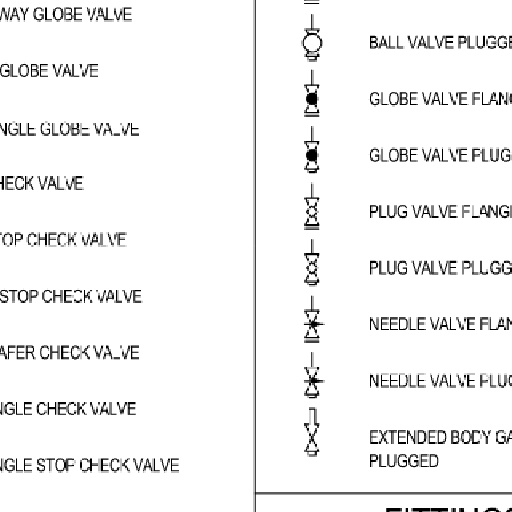 WAY GLOBE VALVE
GLOBE VALVE
NGLE GLOBE VALVE
HECK VALVE
TOP CHECK VALVE
STOP CHECK VALVE
AFER CHECK VALVE
NGLE CHECK VALVE
NGLE STOP CHECK VALVE
BALL VALVE PLUGGE
GLOBE VALVE FLANG
GLOBE VALVE PLUG
PLUG VALVE FLANG
PLUG VALVE PLUGG
NEEDLE VALVE FLAN
NEEDLE VALVE PLUG
EXTENDED BODY GA
PLUGGED